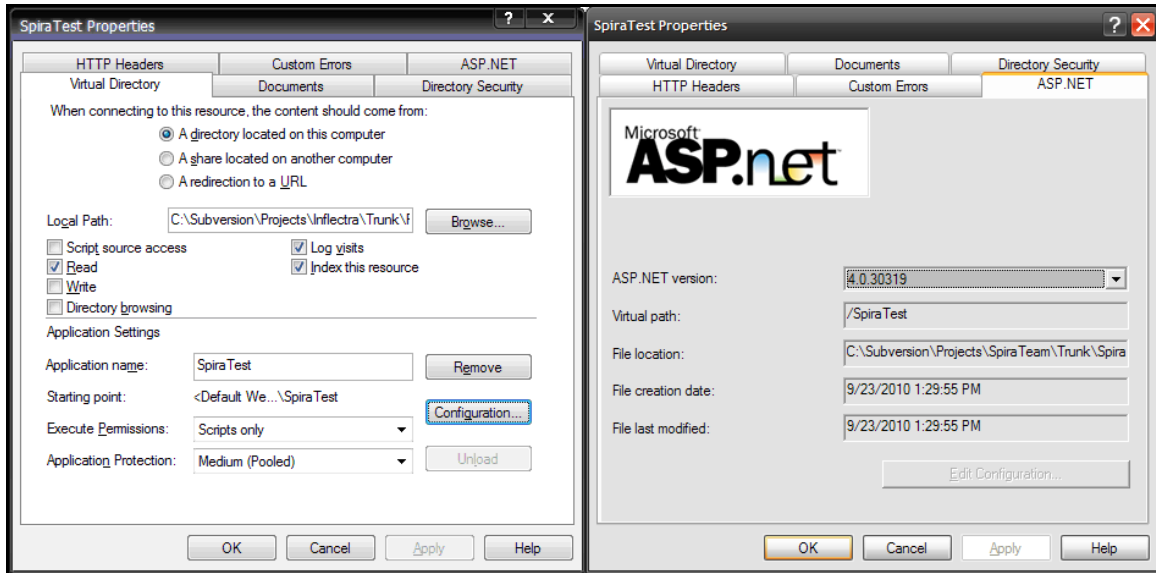 SpiraTest Properties
HTTP Headers Custom Errors ASP.NET
Virtual Directory Documents Directory Security
When connecting to this resource, the content should come from:
A directory located on this computer
A share located on another computer
A redirection to a URL
Local Path: C:\Subversion\Projects\Inflectra\Trunk\F Browse...
Script source access Log visits
Read Index this resource
Write
Directory browsing
Application Settings
Application name: SpiraTest Remove
Starting point: <Default We...\SpiraTest
Configuration...
Execute Permissions: Scripts only
Application Protection: Medium (Pooled) Unload
OK Cancel Apply Help
SpiraTest Properties
Virtual Directory Documents Directory Security
HTTP Headers Custom Errors ASP.NET
Microsoft
ASP.net
ASP.NET version: 4.0.30319
Virtual path: /SpiraTest
File location: C:\Subversion\Projects\SpiraTeam\Trunk\Spira
File creation date: 9/23/2010 1:29:55 PM
File last modified: 9/23/2010 1:29:55 PM
Edit Configuration...
OK Cancel Apply Help